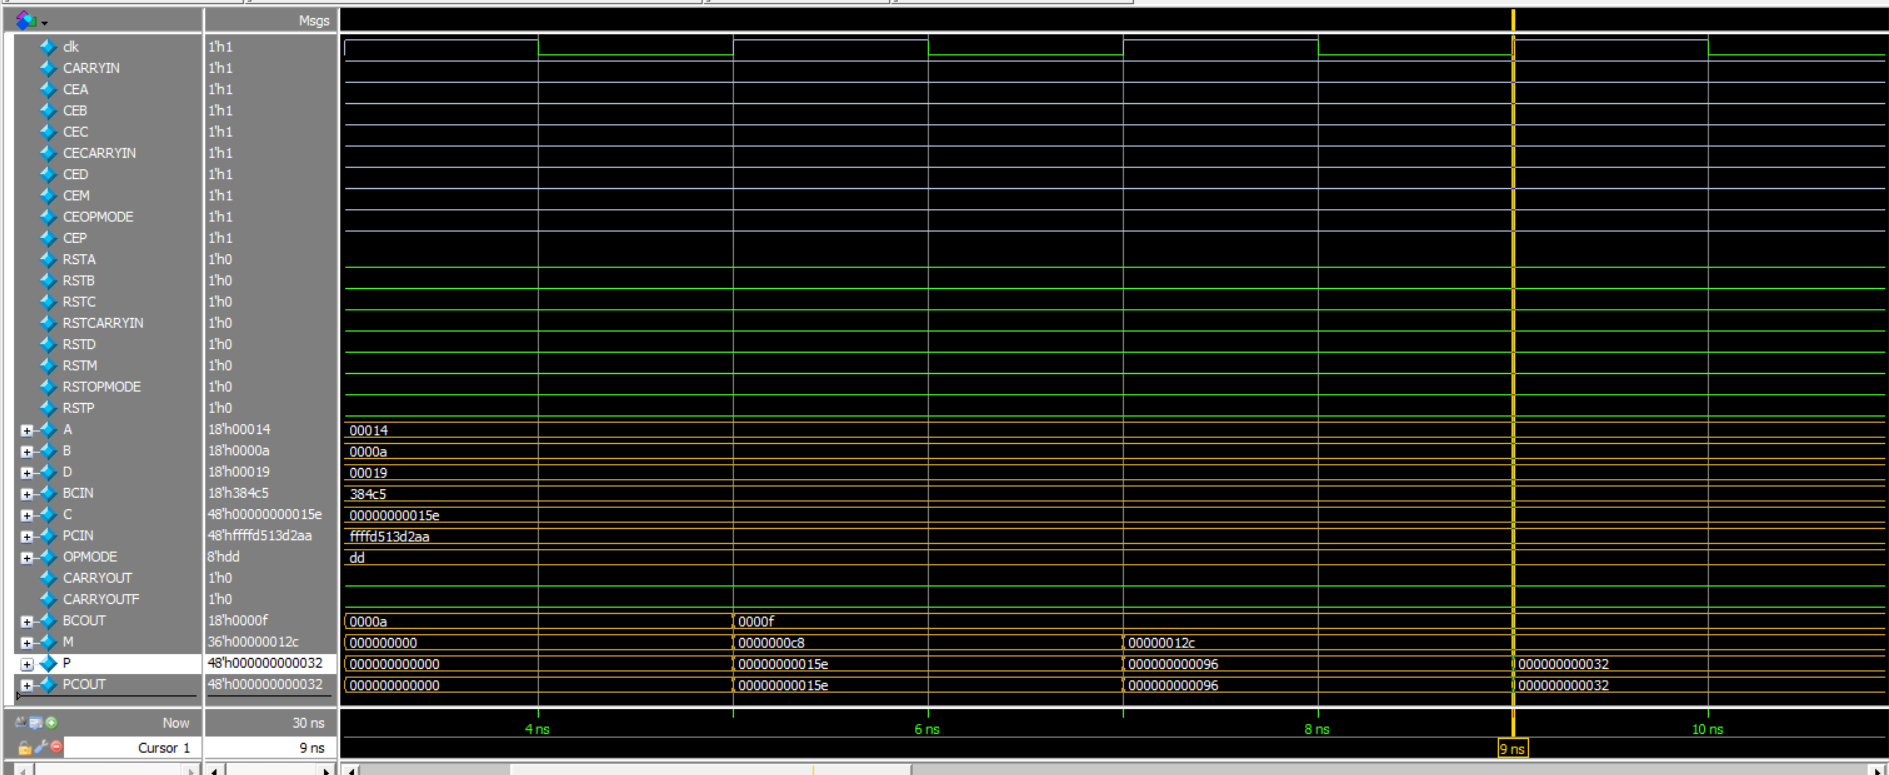 Msgs
clk 1'h1
CARRYIN 1'h1
CEA 1'h1
CEB 1'h1
CEC 1'h1
CECARRYIN 1'h1
CED 1'h1
CEM 1'h1
CEOPMODE 1'h1
CEP 1'h1
RSTA 1'h0
RSTB 1'h0
RSTC 1'h0
RSTCARRYIN 1'h0
RSTD 1'h0
RSTM 1'h0
RSTOPMODE 1'h0
RSTP 1'h0
A 18'h00014 00014
B 18'h0000a 0000a
D 18'h00019 00019
BCIN 18'h384c5 384c5
C 48'h00000000015e 00000000015e
PCIN 48'hffffd513d2aa ffffd513d2aa
OPMODE 8'hdd dd
CARRYOUT 1'h0
CARRYOUTF 1'h0
BCOUT 18'h0000f 0000a 0000f
M 36'h00000012c 000000000 0000000c8 00000012c
P 48'h000000000032 000000000000 00000000015e 000000000096 000000000032
PCOUT 48'h000000000032 000000000000 00000000015e 000000000096 000000000032
Now 30 ns 4 ns 6 ns 8 ns 10 ns
Cursor 1 9 ns 9 ns